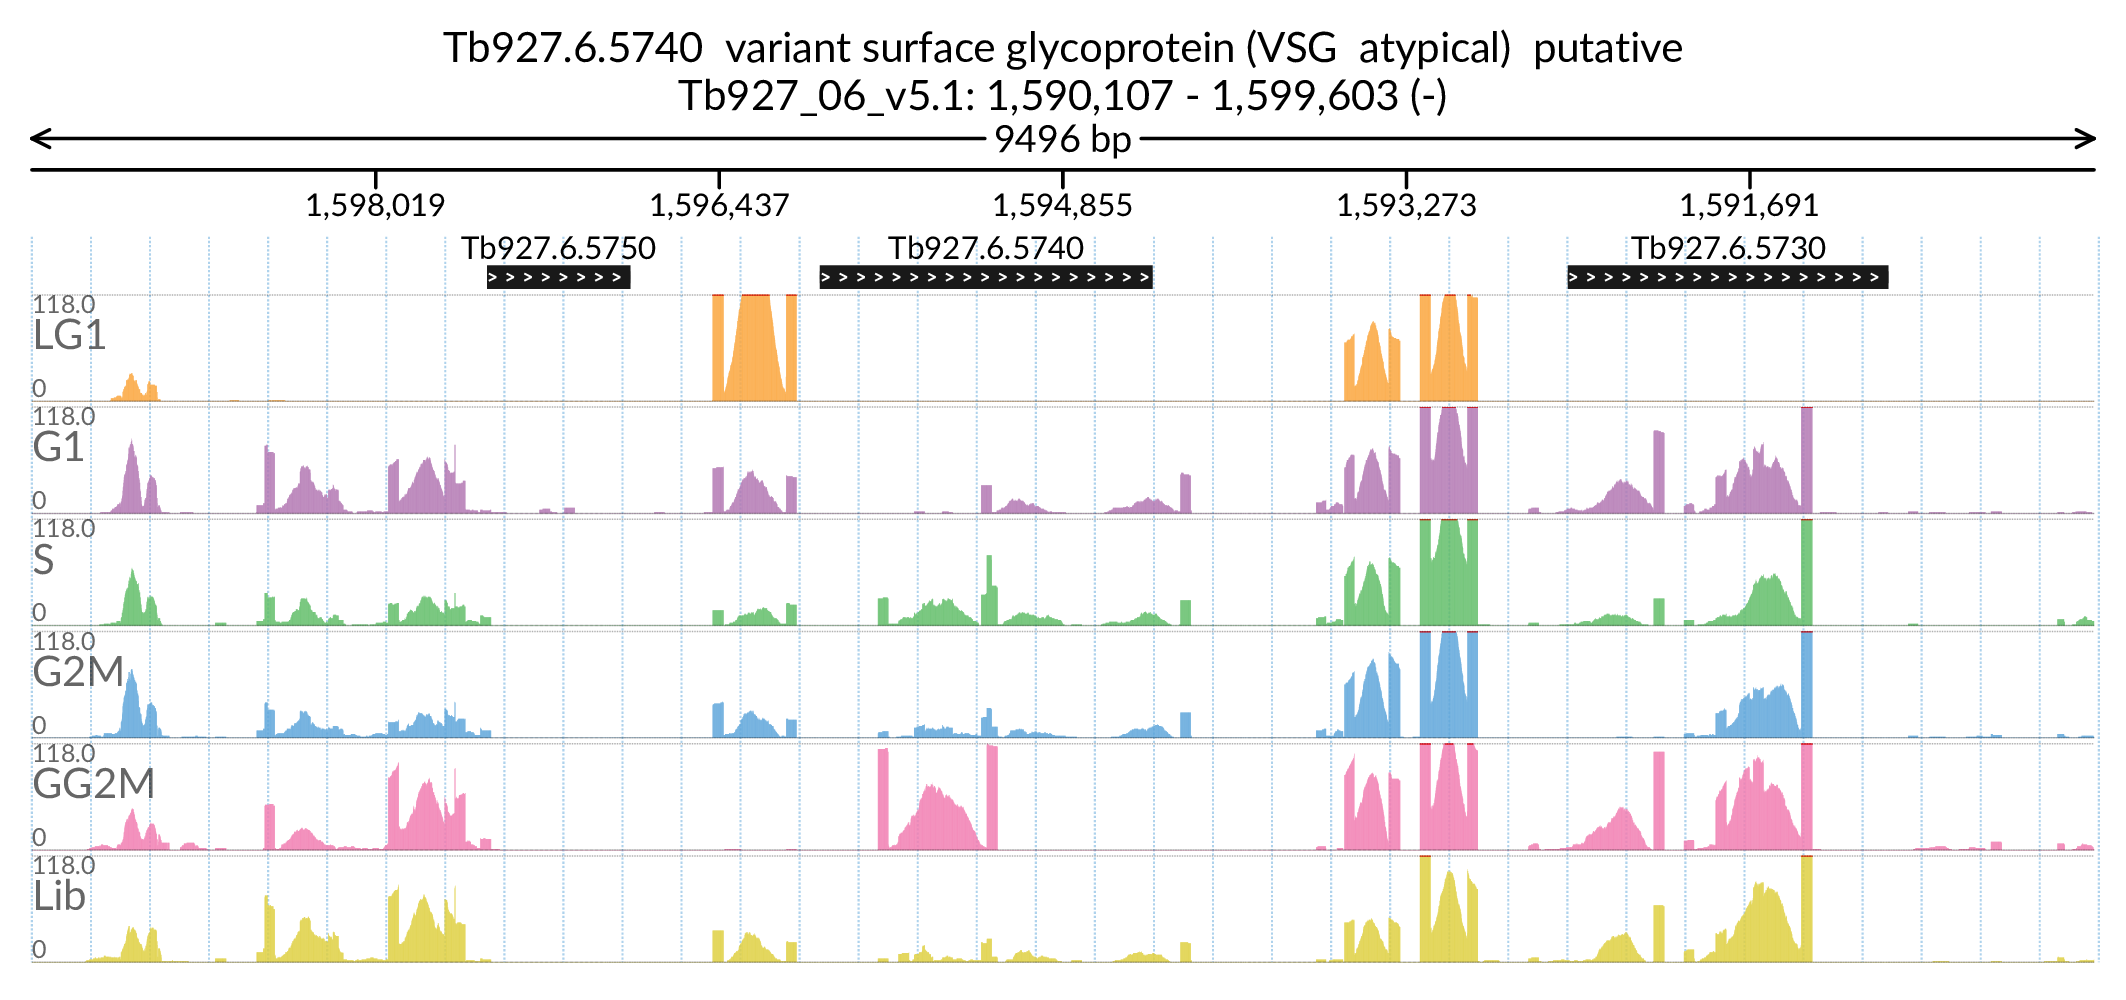 Tb927.6.5740  variant surface glycoprotein (VSG  atypical)  putative
Tb927_06_v5.1: 1,590,107 - 1,599,603 (-)
9496 bp
1,598,019 1,596,437 1,594,855 1,593,273 1,591,691
Tb927.6.5750 Tb927.6.5740 Tb927.6.5730
118.0
LG1
0
118.0
G1
0
118.0
S
0
118.0
G2M
0
118.0
GG2M
0
118.0
Lib
0